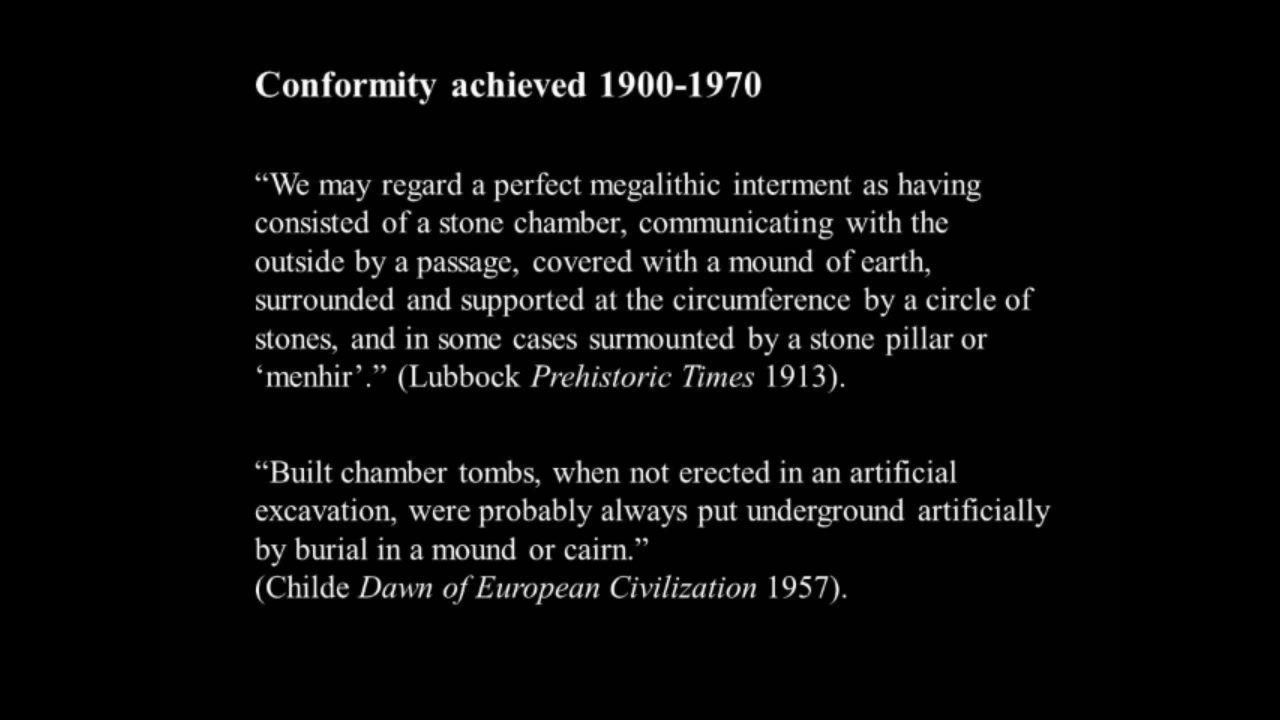 Conformity achieved 1900-1970
“We may regard a perfect megalithic interment as having
consisted of a stone chamber, communicating with the
outside by a passage, covered with a mound of earth,
surrounded and supported at the circumference by a circle of
stones, and in some cases surmounted by a stone pillar or
‘menhir’.” (Lubbock Prehistoric Times 1913).
“Built chamber tombs, when not erected in an artificial
excavation, were probably always put underground artificially
by burial in a mound or cairn.”
(Childe Dawn of European Civilization 1957).